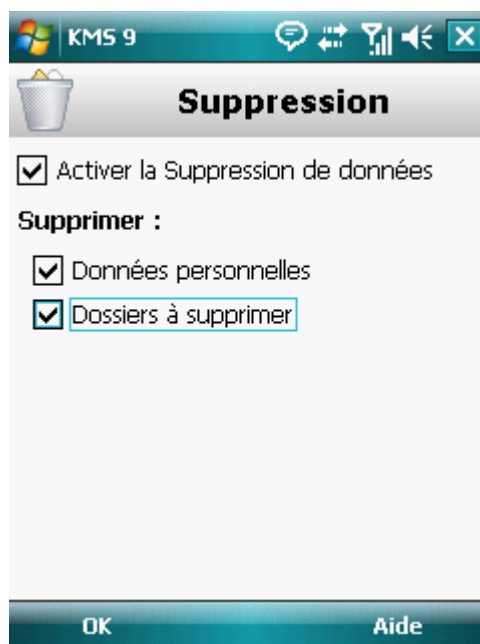 KMS 9
Suppression
Activer la Suppression de données
Supprimer :
Données personnelles
Dossiers à supprimer
OK Aide